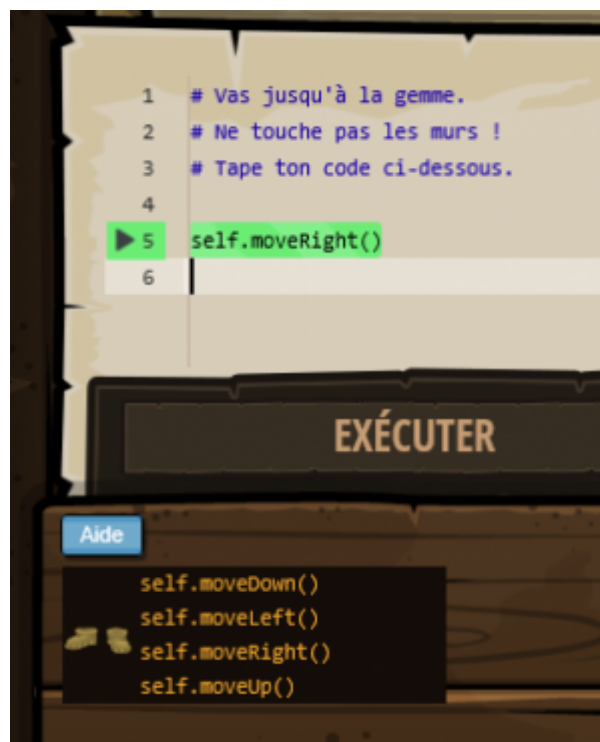 1 # Vas jusqu'à la gemme.
2 # Ne touche pas les murs !
3 # Tape ton code ci-dessous.
4
5 self.moveRight()
6
EXÉCUTER
Aide
self.moveDown()
self.moveLeft()
self.moveRight()
self.moveUp()